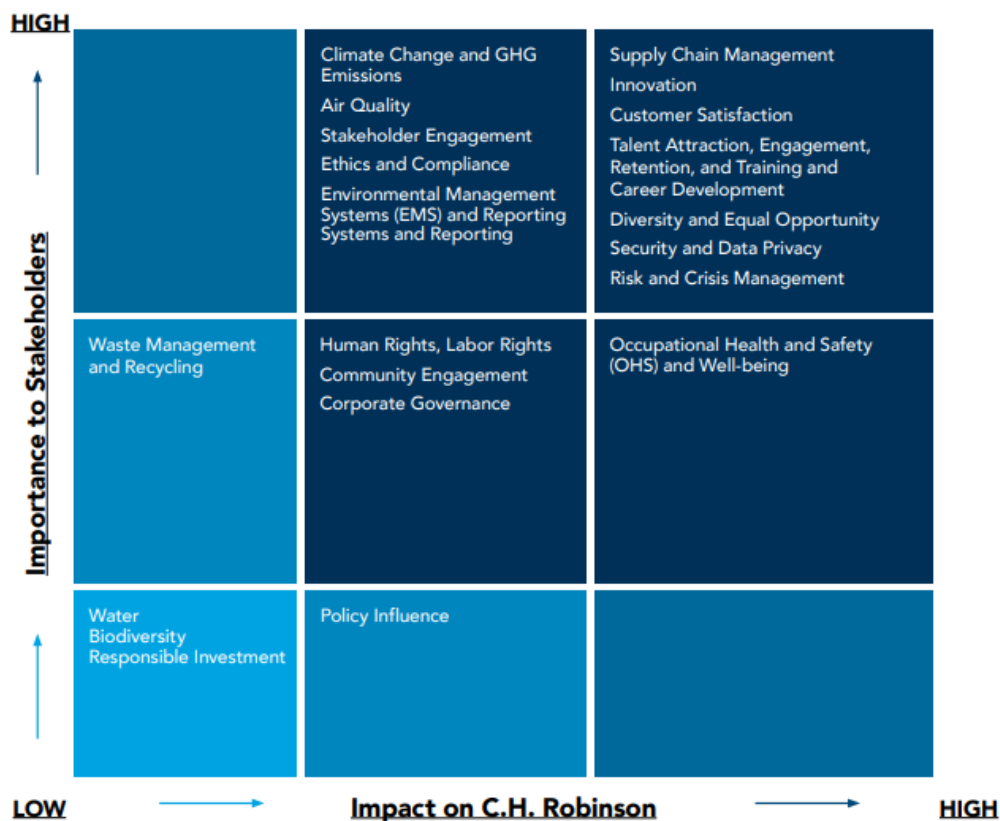 HIGH
Climate Change and GHG
Emissions
Air Quality
Stakeholder Engagement
Ethics and Compliance
Environmental Management
Systems (EMS) and Reporting
Systems and Reporting
Supply Chain Management
Innovation
Customer Satisfaction
Talent Attraction, Engagement,
Retention, and Training and
Career Development
Diversity and Equal Opportunity
Security and Data Privacy
Risk and Crisis Management
Importance to Stakeholders
Waste Management
and Recycling
Human Rights, Labor Rights
Community Engagement
Corporate Governance
Occupational Health and Safety
(OHS) and Well-being
Water
Biodiversity
Responsible Investment
Policy Influence
LOW
Impact on C.H. Robinson
HIGH